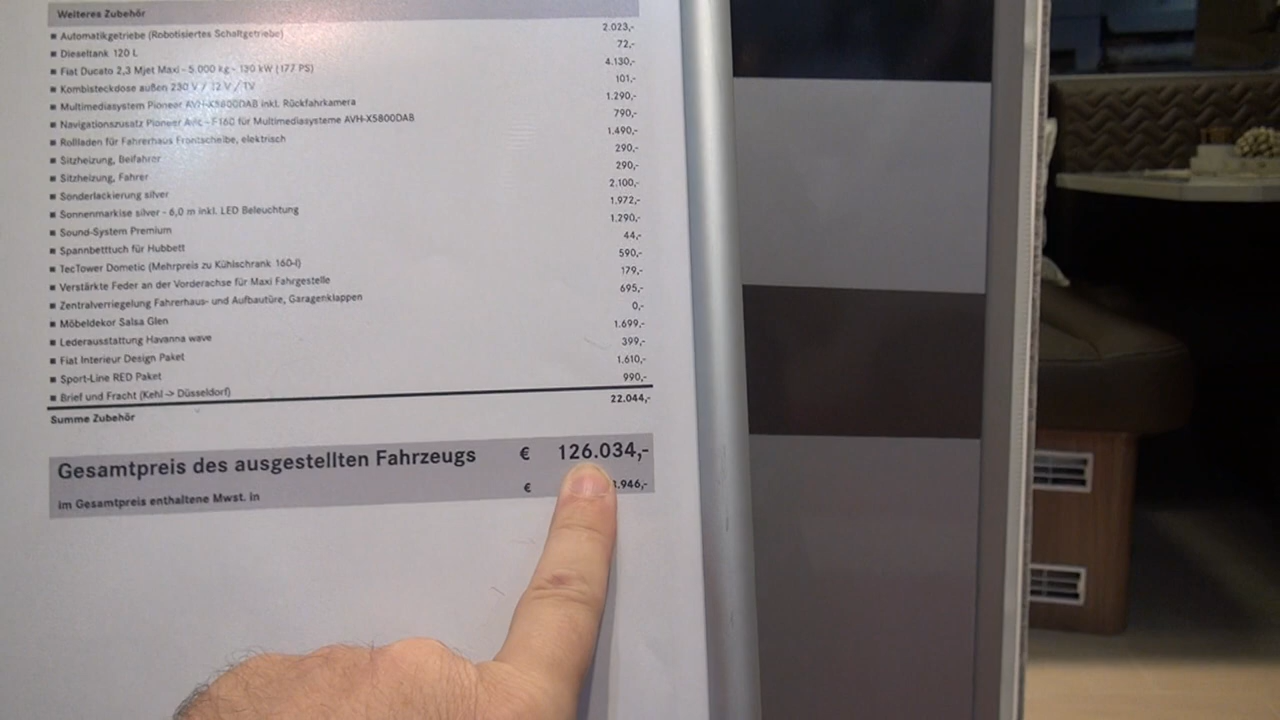 Weiteres Zubehör
Automatikgetriebe (Robotisiertes Schaltgetriebe) 2.023,-
Dieseltank 120 L 72,-
Fiat Ducato 2,3 Mjet Maxi - 5.000 kg - 130 kW (177 PS) 4.130,-
Kombisteckdose außen 230 V / 12 V / TV 101,-
Multimediasystem Pioneer AVH-X5800DAB inkl. Rückfahrkamera 1.290,-
Navigationszusatz Pioneer Avic - F160 für Multimediasysteme AVH-X5800DAB 790,-
Rollladen für Fahrerhaus Frontscheibe, elektrisch 1.490,-
Sitzheizung, Beifahrer 290,-
Sitzheizung, Fahrer 290,-
Sonderlackierung silver 2.100,-
Sonnenmarkise silver - 6,0 m inkl. LED Beleuchtung 1.972,-
Sound-System Premium 1.290,-
Spannbetttuch für Hubbett 44,-
TecTower Dometic (Mehrpreis zu Kühlschrank 160-l) 590,-
Verstärkte Feder an der Vorderachse für Maxi Fahrgestelle 179,-
Zentralverriegelung Fahrerhaus- und Aufbautüre, Garagenklappen 695,-
Möbeldekor Salsa Glen 0,-
Lederausstattung Havanna wave 1.699,-
Fiat Interieur Design Paket 399,-
Sport-Line RED Paket 1.610,-
Brief und Fracht (Kehl -> Düsseldorf) 990,-
Summe Zubehör 22.044,-
Gesamtpreis des ausgestellten Fahrzeugs € 126.034,-
im Gesamtpreis enthaltene Mwst. in € .946,-